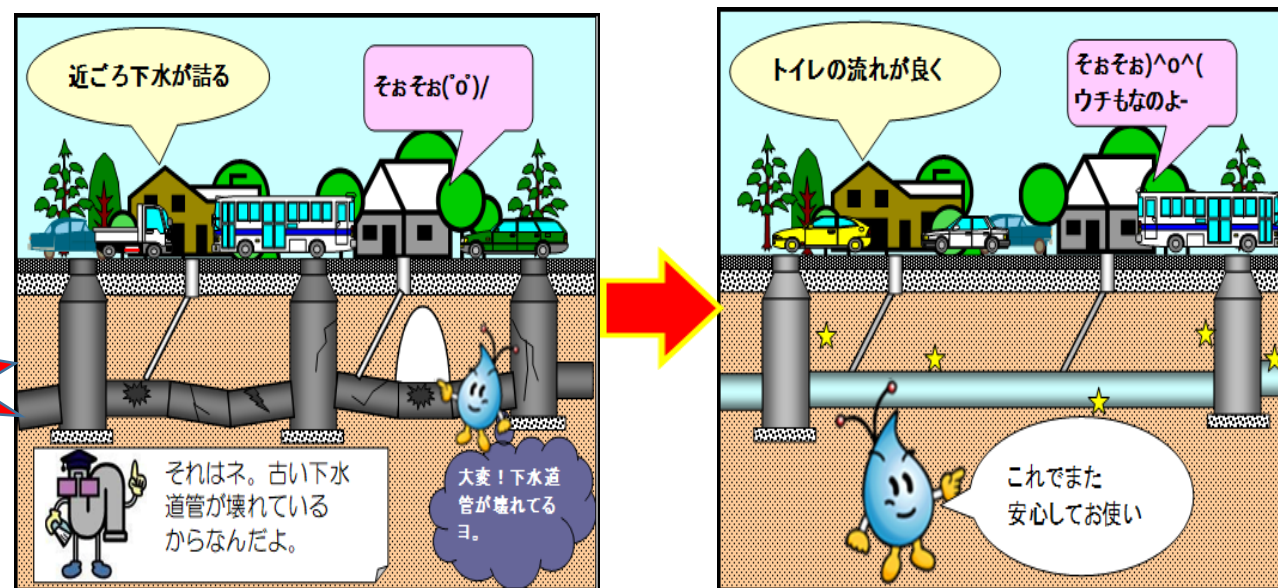 近ごろ下水が詰る
そぉそぉ(ﾟoﾟ)/
それはネ。古い下水
道管が壊れている
からなんだよ。
大変！下水道
管が壊れてる
ヨ。
トイレの流れが良く
そぉそぉ)^o^(
ウチもなのよ-
これでまた
安心してお使い